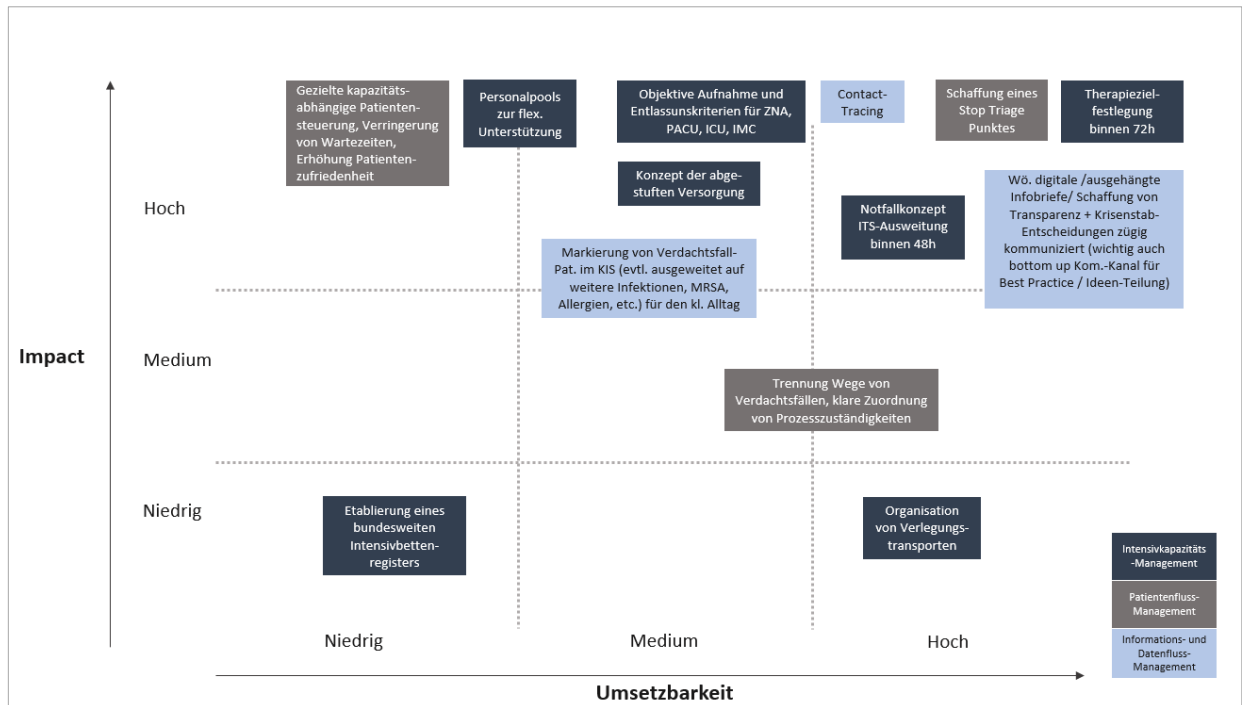 Gezielte kapazitäts-
abhängige Patienten-
steuerung, Verringerung
von Wartezeiten,
Erhöhung Patienten-
zufriedenheit
Personalpools
zur flex.
Unterstützung
Objektive Aufnahme und
Entlassunskriterien für ZNA,
PACU, ICU, IMC
Contact-
Tracing
Schaffung eines
Stop Triage
Punktes
Therapieziel-
festlegung
binnen 72h
Konzept der abge-
stuften Versorgung
Hoch
Notfallkonzept
ITS-Ausweitung
binnen 48h
Wö. digitale /ausgehängte
Infobriefe/ Schaffung von
Transparenz + Krisenstab-
Entscheidungen zügig
kommuniziert (wichtig auch
bottom up Kom.-Kanal für
Best Practice / Ideen-Teilung)
Markierung von Verdachtsfall-
Pat. im KIS (evtl. ausgeweitet auf
weitere Infektionen, MRSA,
Allergien, etc.) für den kl. Alltag
Impact
Medium
Trennung Wege von
Verdachtsfällen, klare Zuordnung
von Prozesszuständigkeiten
Niedrig
Etablierung eines
bundesweiten
Intensivbetten-
registers
Organisation
von Verlegungs-
transporten
Intensivkapazitäts
-Management
Patientenfluss-
Management
Informations- und
Datenfluss-
Management
Niedrig
Medium
Hoch
Umsetzbarkeit